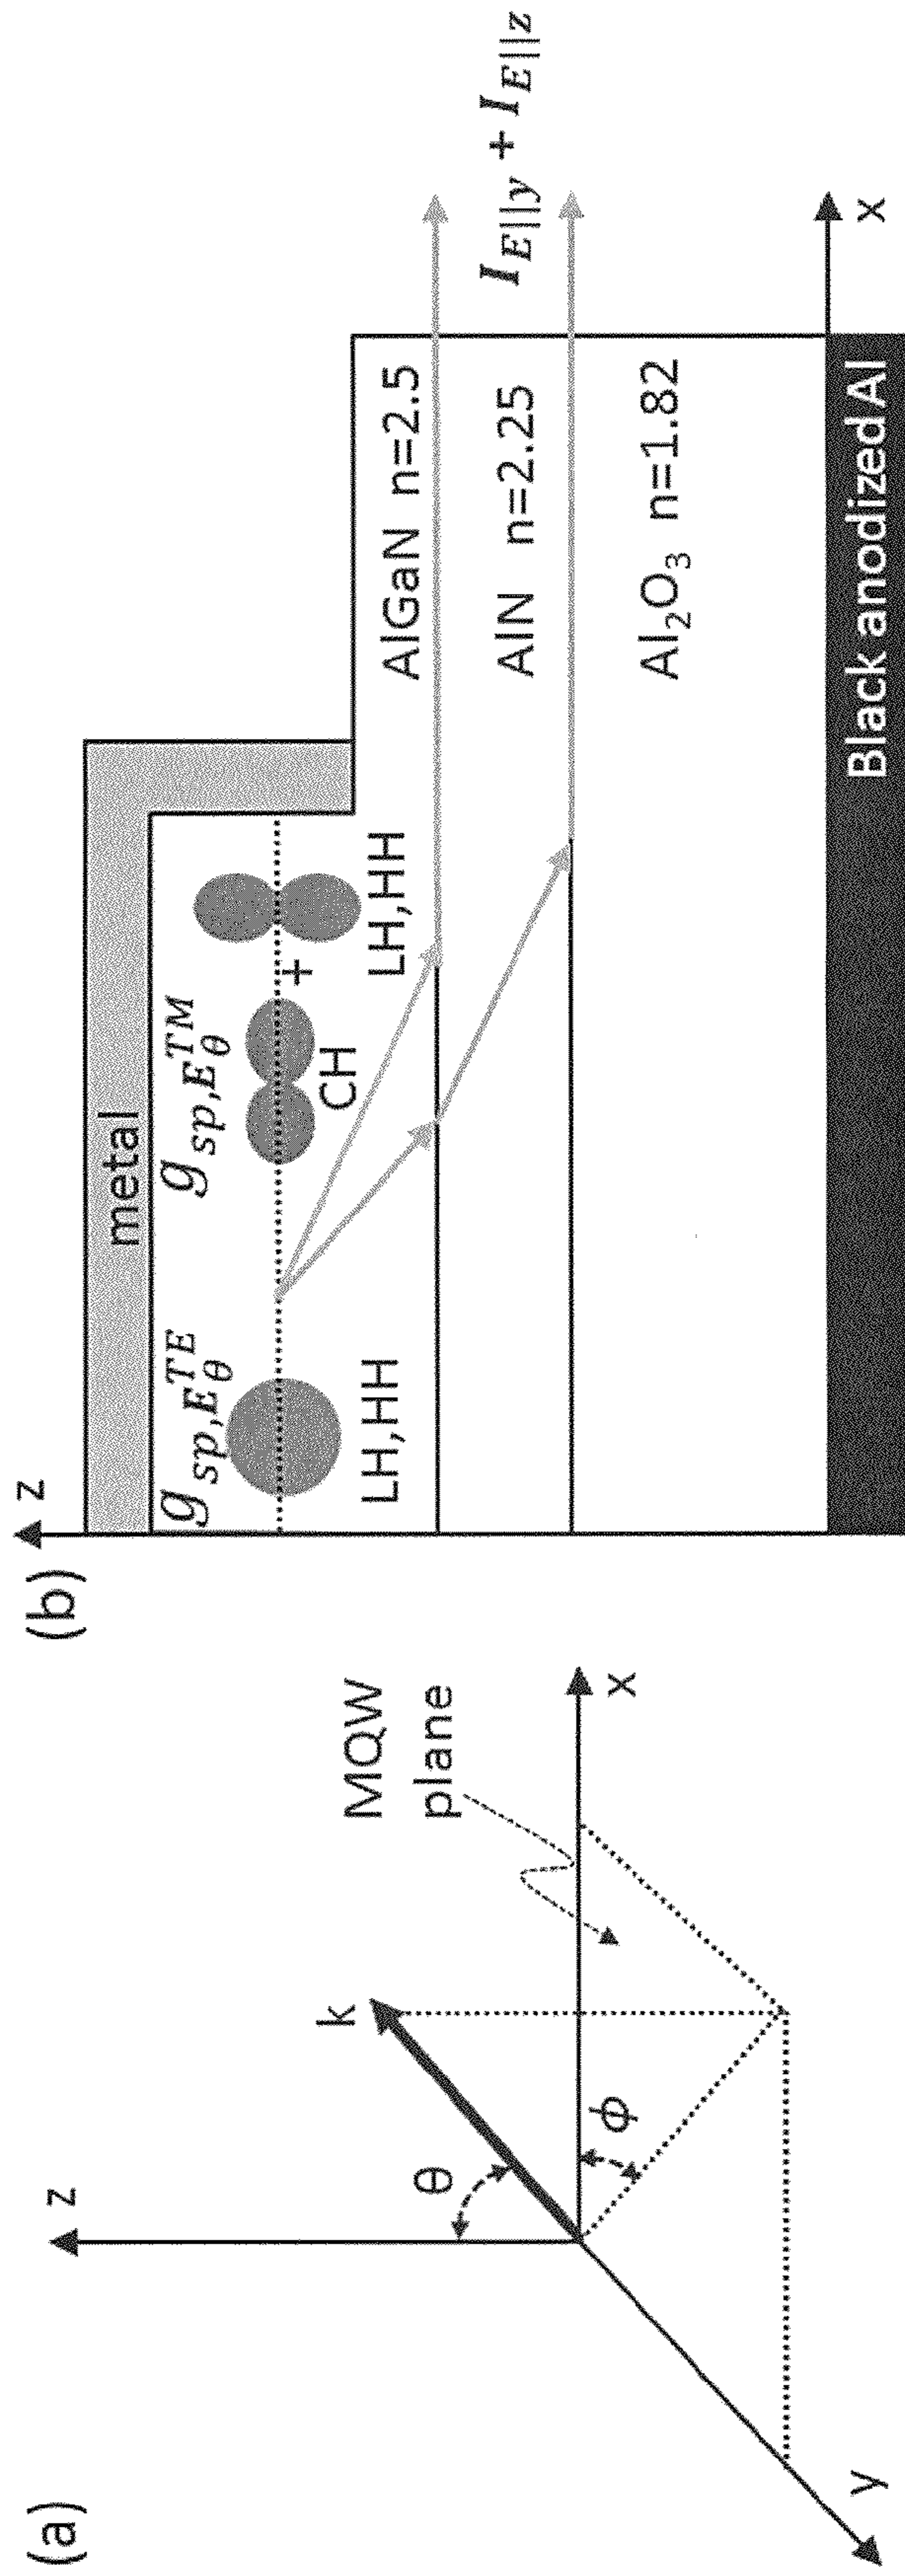 (a)
z
θ
k
MQW
plane
ϕ
x
y
(b)
z
metal
g_{sp,E_θ}^{TE}
g_{sp,E_θ}^{TM}
+
LH,HH
CH
LH,HH
AlGaN n=2.5
I_{E||y} + I_{E||z}
AlN n=2.25
Al₂O₃ n=1.82
x
Black anodized Al